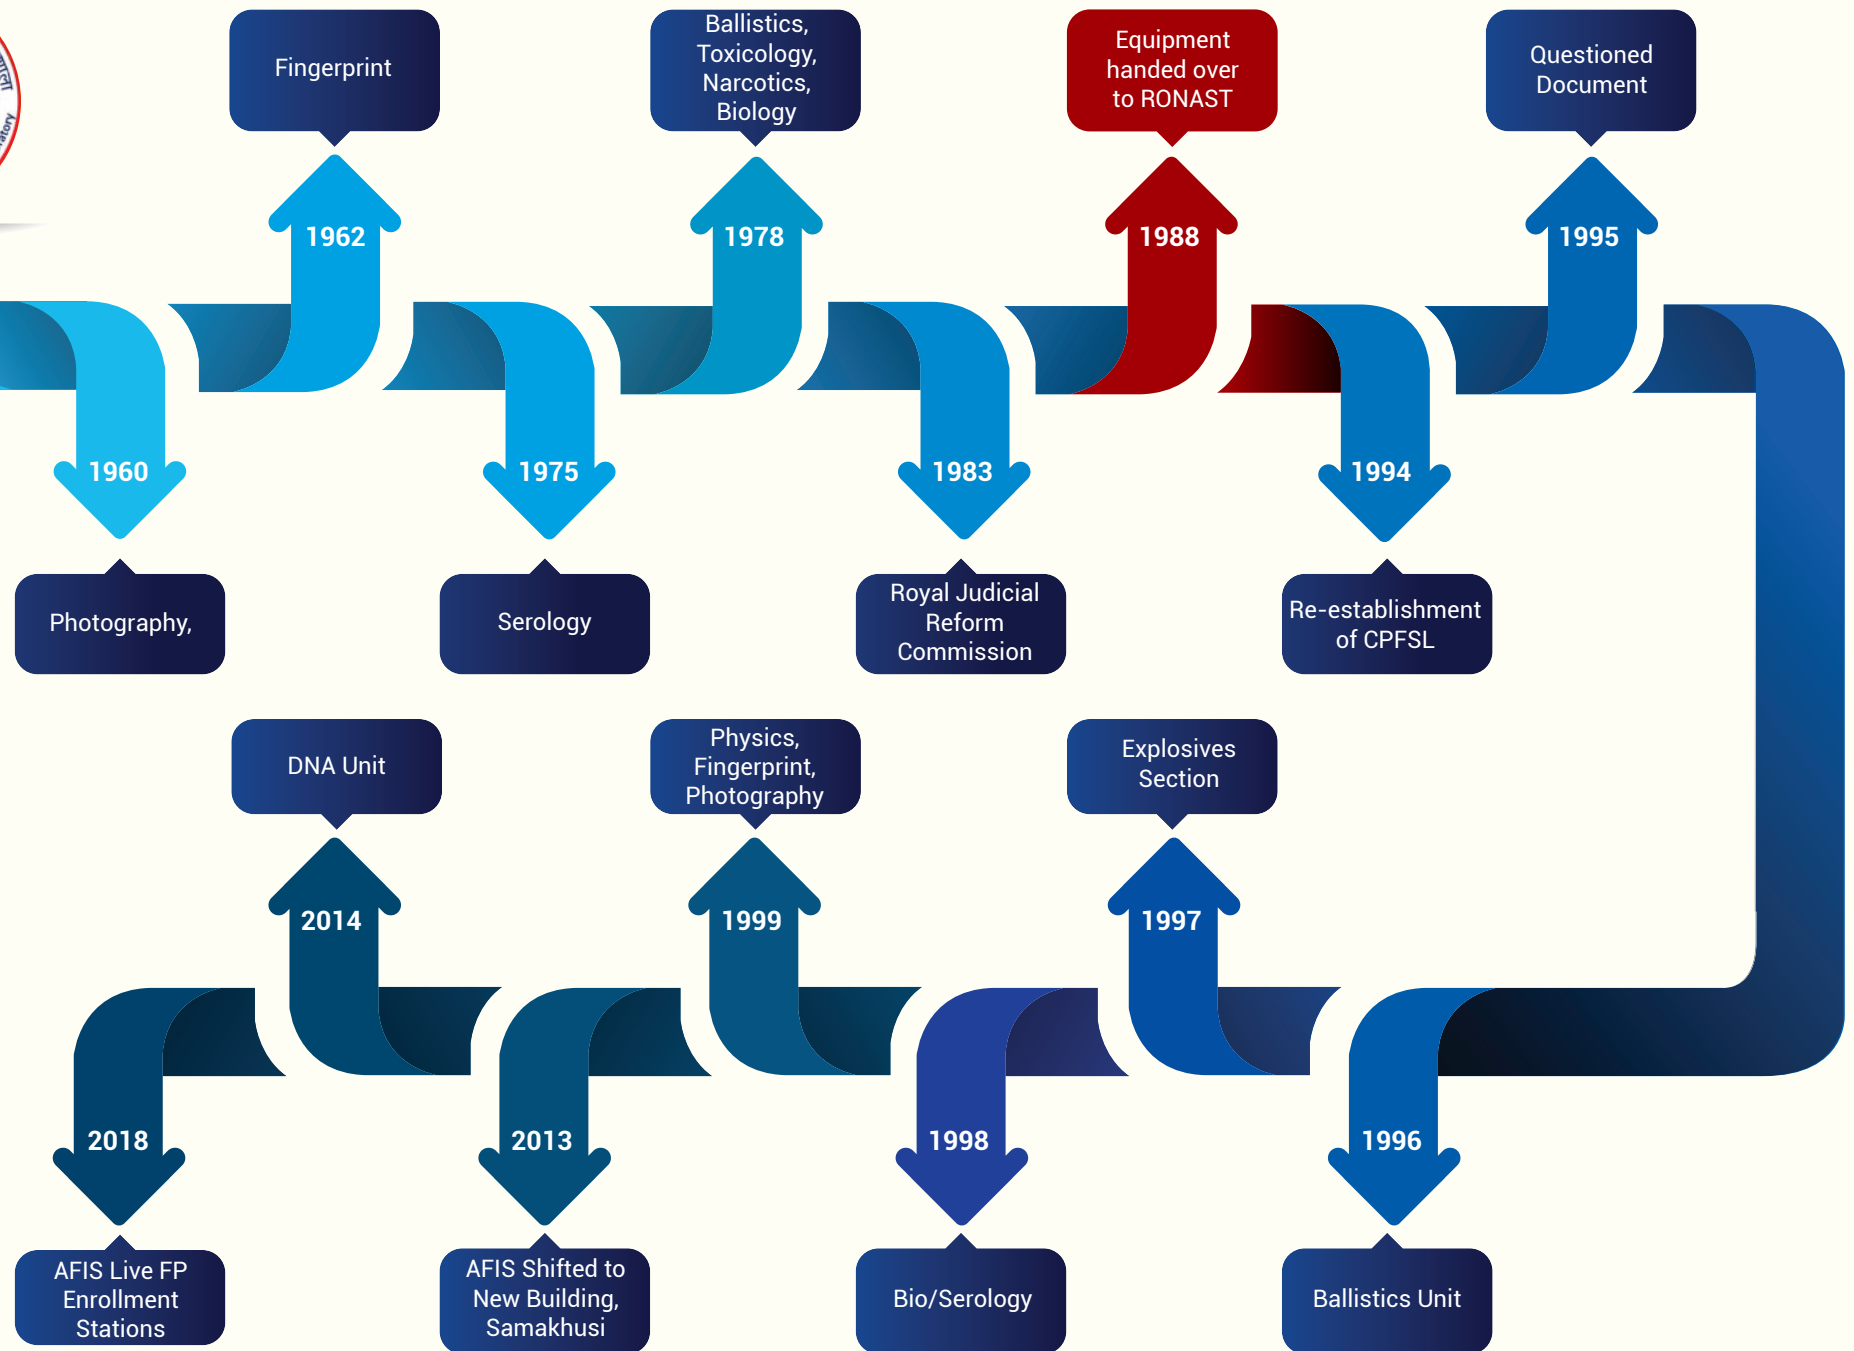 Fingerprint
Ballistics,
Toxicology,
Narcotics,
Biology
Equipment
handed over
to RONAST
Questioned
Document
1962
1978
1988
1995
1960
1975
1983
1994
Photography,
Serology
Royal Judicial
Reform
Commission
Re-establishment
of CPFSL
DNA Unit
Physics,
Fingerprint,
Photography
Explosives
Section
2014
1999
1997
2018
2013
1998
1996
AFIS Live FP
Enrollment
Stations
AFIS Shifted to
New Building,
Samakhusi
Bio/Serology
Ballistics Unit